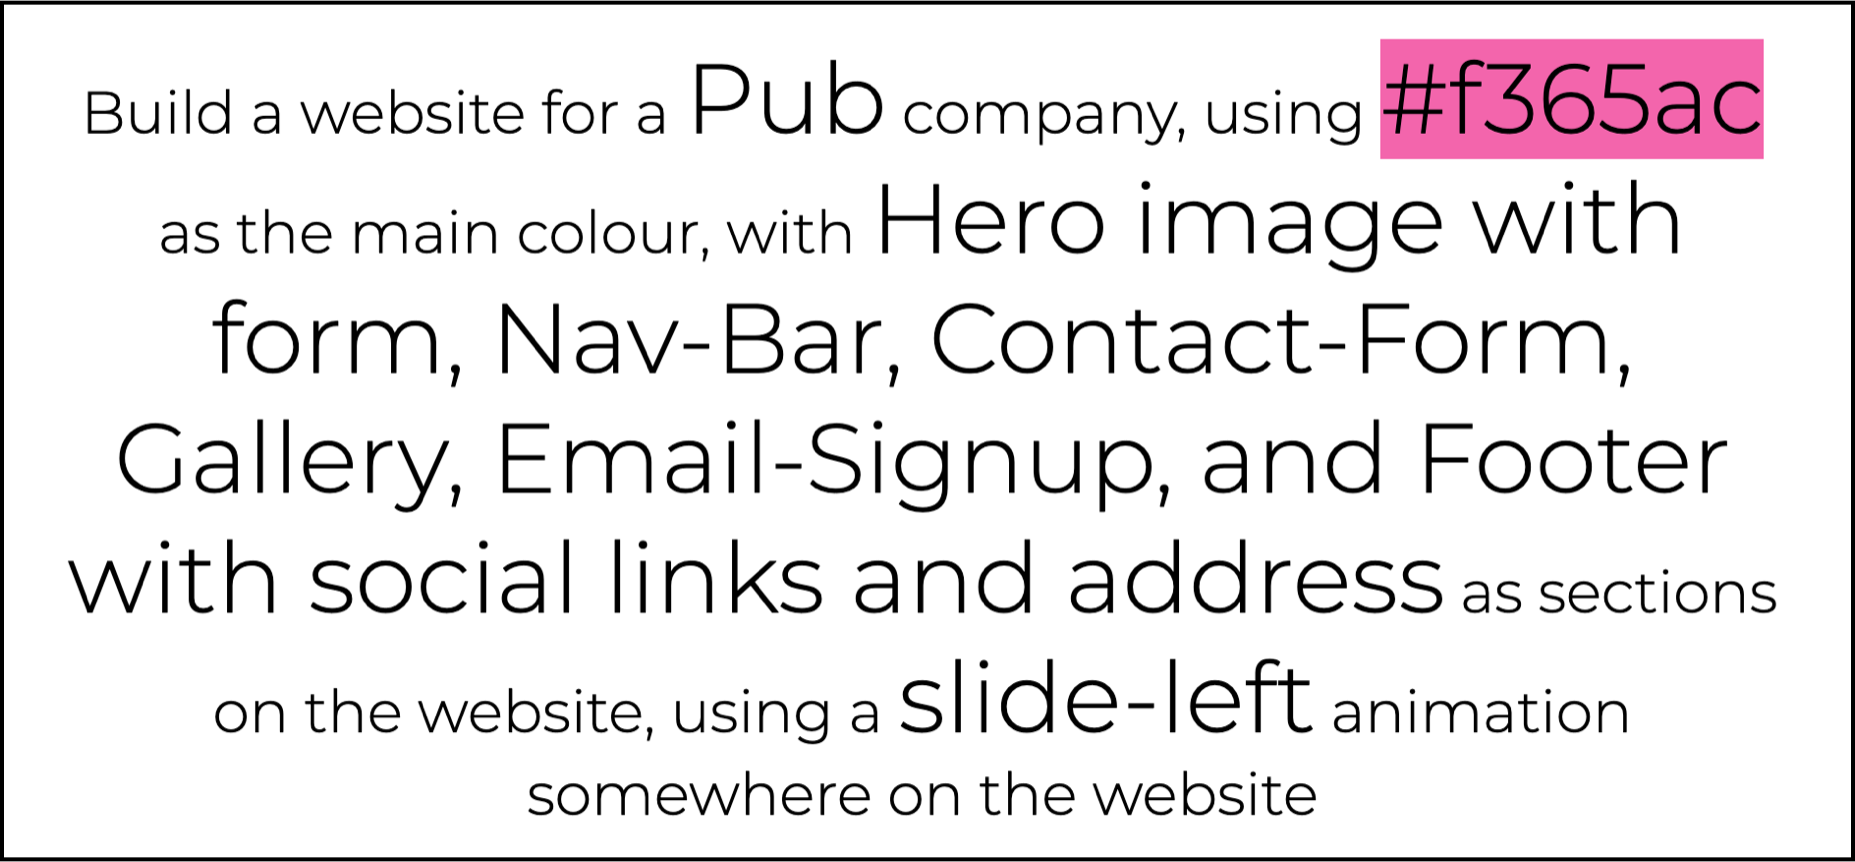 Build a website for a Pub company, using #f365ac
as the main colour, with Hero image with
form, Nav-Bar, Contact-Form,
Gallery, Email-Signup, and Footer
with social links and address as sections
on the website, using a slide-left animation
somewhere on the website